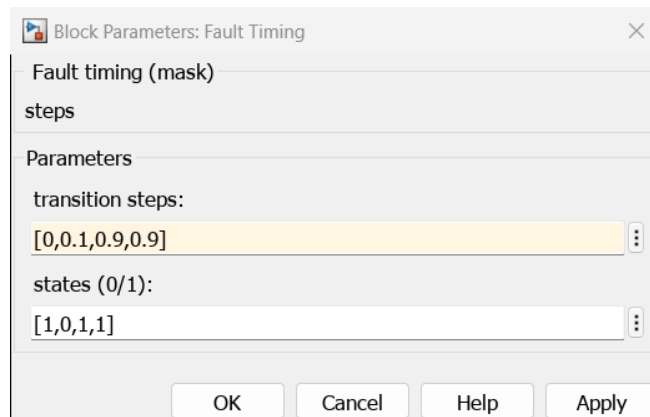 Block Parameters: Fault Timing
Fault timing (mask)
steps
Parameters
transition steps:
[0,0.1,0.9,0.9]
states (0/1):
[1,0,1,1]
OK Cancel Help Apply